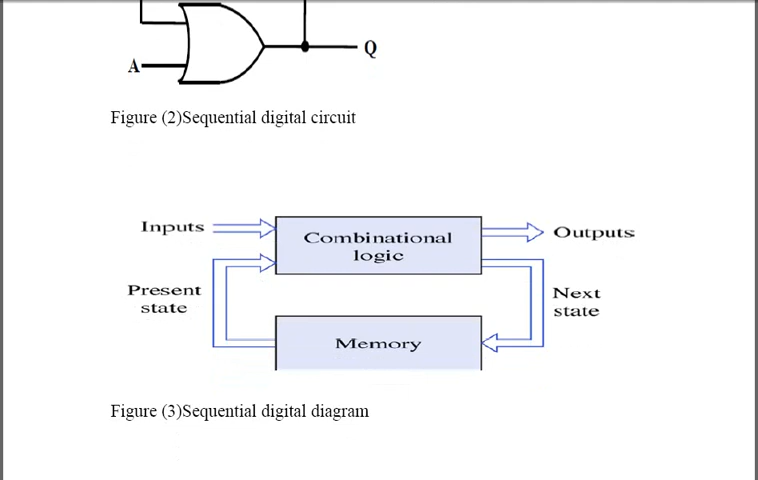 Q
A
Figure (2)Sequential digital circuit
Inputs
Combinational
logic
Outputs
Present
state
Next
state
Memory
Figure (3)Sequential digital diagram